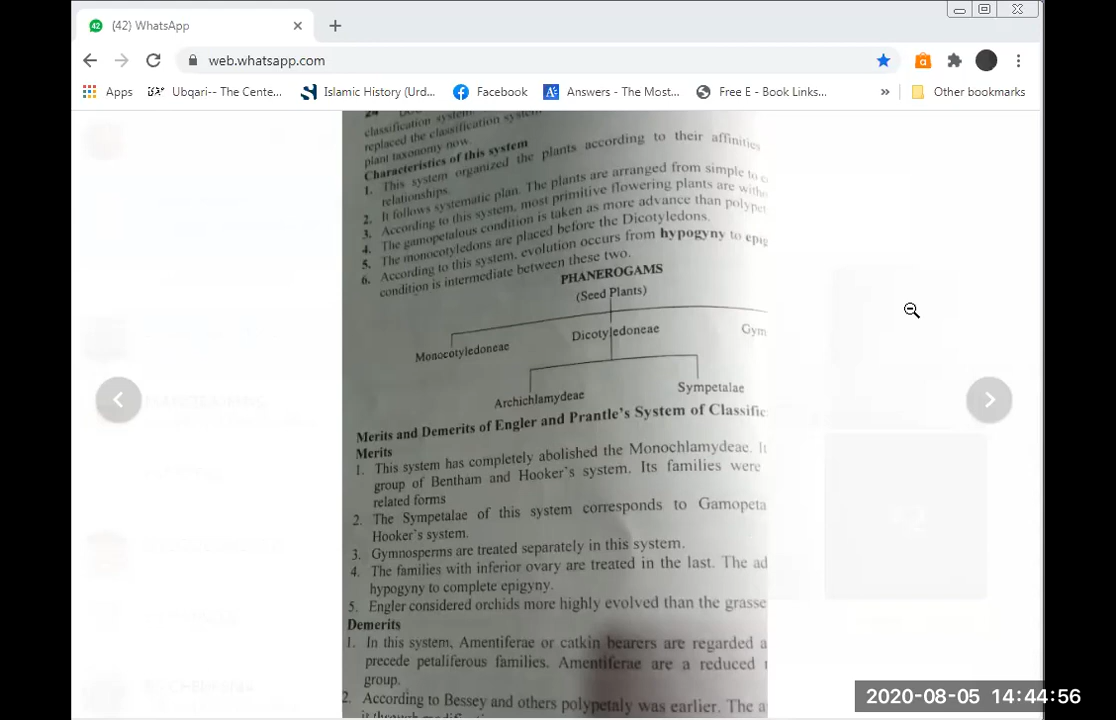 42
(42) WhatsApp
web.whatsapp.com
Apps
Ubqari-- The Cente...
Islamic History (Urd...
Facebook
Answers - The Most...
Free E - Book Links...
»
Other bookmarks
classification system
replaced the classification system
plant taxonomy now.
Characteristics of this system
1. This system organized the plants according to their affinities
relationships.
2. It follows systematic plan. The plants are arranged from simple to
3. According to this system, most primitive flowering plants are
4. The gamopetalous condition is taken as more advance than
5. The monocotyledons are placed before the Dicotyledons.
6. According to this system, evolution occurs from hypogyny to
condition is intermediate between these two.
PHANEROGAMS
(Seed Plants)
Monocotyledoneae
Dicotyledoneae
Gym
Archichlamydeae
Sympetalae
Merits and Demerits of Engler and Prantle's System of Classific
Merits
1. This system has completely abolished the Monochlamydeae. It
group of Bentham and Hooker's system. Its families were
related forms
2. The Sympetalae of this system corresponds to Gamopeta
Hooker's system.
3. Gymnosperms are treated separately in this system.
4. The families with inferior ovary are treated in the last. The ad
hypogyny to complete epigyny.
5. Engler considered orchids more highly evolved than the grasse
Demerits
1. In this system, Amentiferae or catkin bearers are regarded a
precede petaliferous families. Amentiferae are a reduced
group.
2. According to Bessey and others polypetaly was earlier. The a
2020-08-05 14:44:56